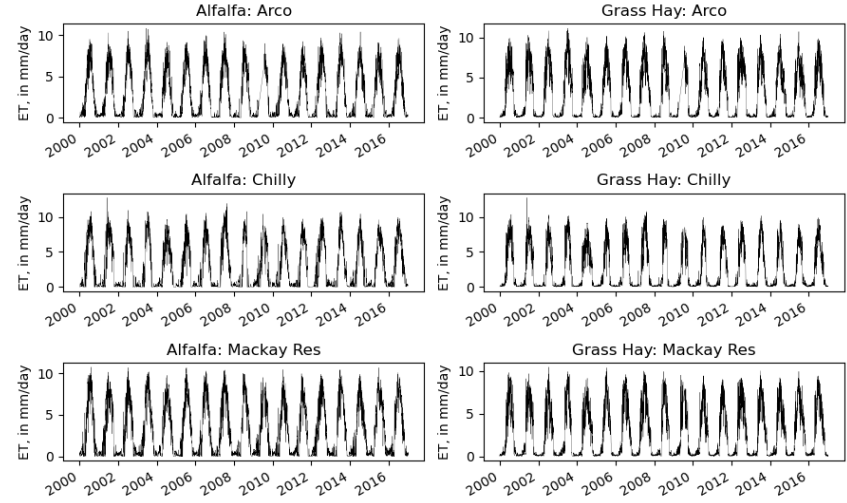 Alfalfa: Arco
ET, in mm/day
10
5
0
2000 2002 2004 2006 2008 2010 2012 2014 2016
Grass Hay: Arco
ET, in mm/day
10
5
0
2000 2002 2004 2006 2008 2010 2012 2014 2016
Alfalfa: Chilly
ET, in mm/day
10
5
0
2000 2002 2004 2006 2008 2010 2012 2014 2016
Grass Hay: Chilly
ET, in mm/day
10
5
0
2000 2002 2004 2006 2008 2010 2012 2014 2016
Alfalfa: Mackay Res
ET, in mm/day
10
5
0
2000 2002 2004 2006 2008 2010 2012 2014 2016
Grass Hay: Mackay Res
ET, in mm/day
10
5
0
2000 2002 2004 2006 2008 2010 2012 2014 2016